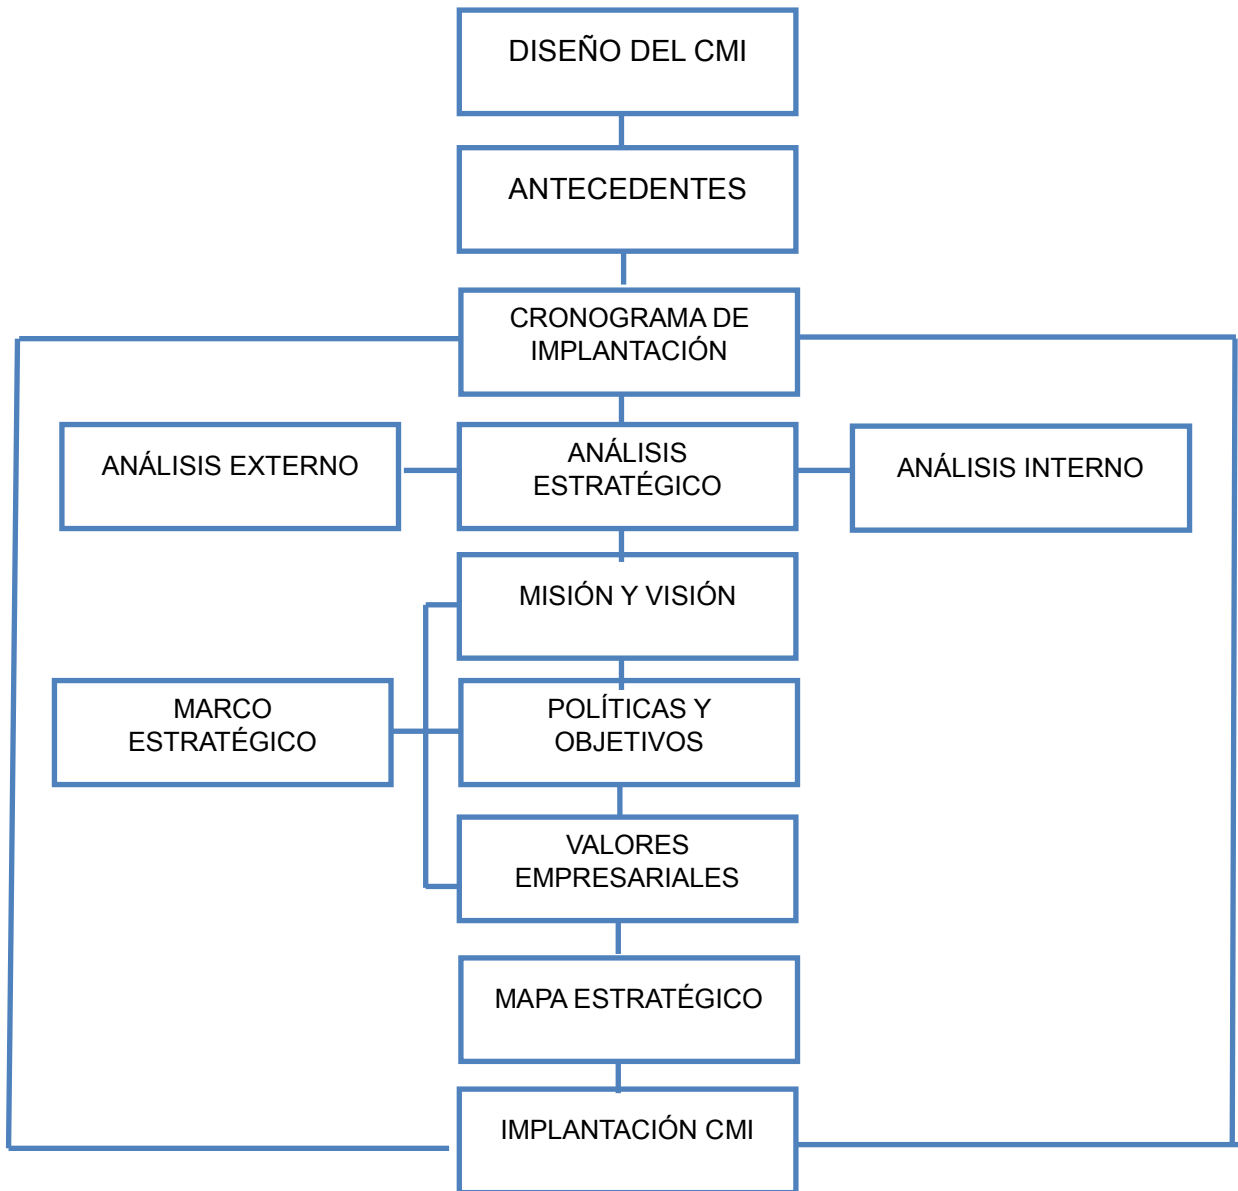 DISEÑO DEL CMI
ANTECEDENTES
CRONOGRAMA DE
IMPLANTACIÓN
ANÁLISIS EXTERNO
ANÁLISIS
ESTRATÉGICO
ANÁLISIS INTERNO
MISIÓN Y VISIÓN
MARCO
ESTRATÉGICO
POLÍTICAS Y
OBJETIVOS
VALORES
EMPRESARIALES
MAPA ESTRATÉGICO
IMPLANTACIÓN CMI